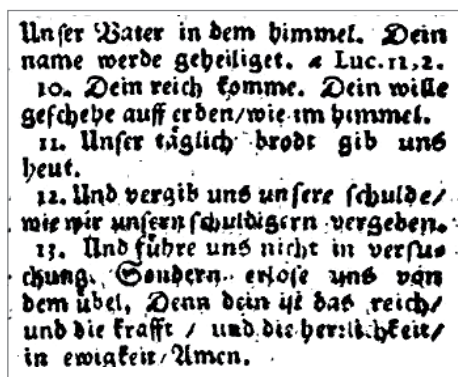 Unser Vater in dem himmel. Dein
name werde geheiliget. a Luc. 11, 2.
10. Dein reich komme. Dein wille
geschehe auff erden/wie im himmel.
11. Unser täglich brodt gib uns
heut.
12. Und vergib uns unsere schulde/
wie wir unsern schuldigern vergeben.
13. Und führe uns nicht in versu-
chung. Sondern erlöse uns von
dem übel, Denn dein ist das reich/
und die krafft / und die herrlichkeit/
in ewigkeit/Amen.